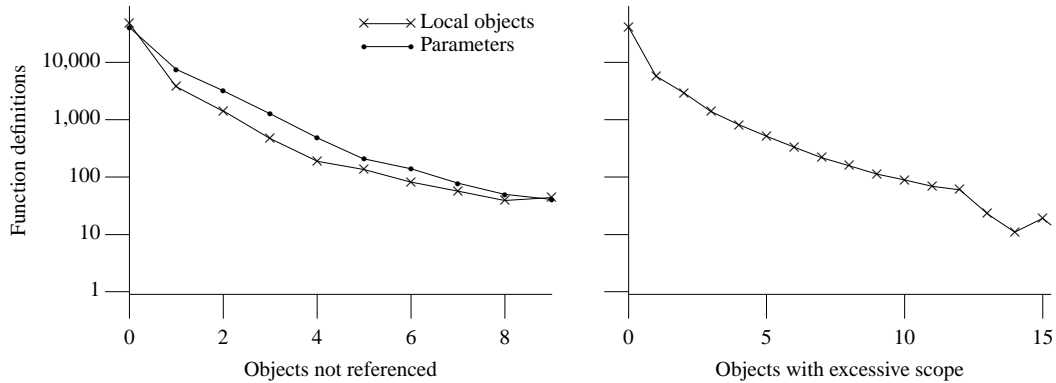 Local objects
Parameters
10,000
1,000
100
10
1
Function definitions
0 2 4 6 8
Objects not referenced
0 5 10 15
Objects with excessive scope